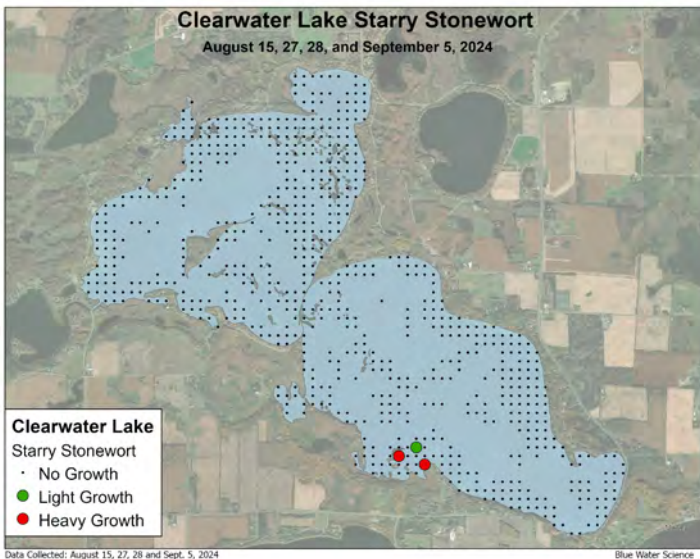 Clearwater Lake Starry Stonewort
August 15, 27, 28, and September 5, 2024
Clearwater Lake
Starry Stonewort
No Growth
Light Growth
Heavy Growth
Data Collected: August 15, 27, 28 and Sept. 5, 2024
Blue Water Science